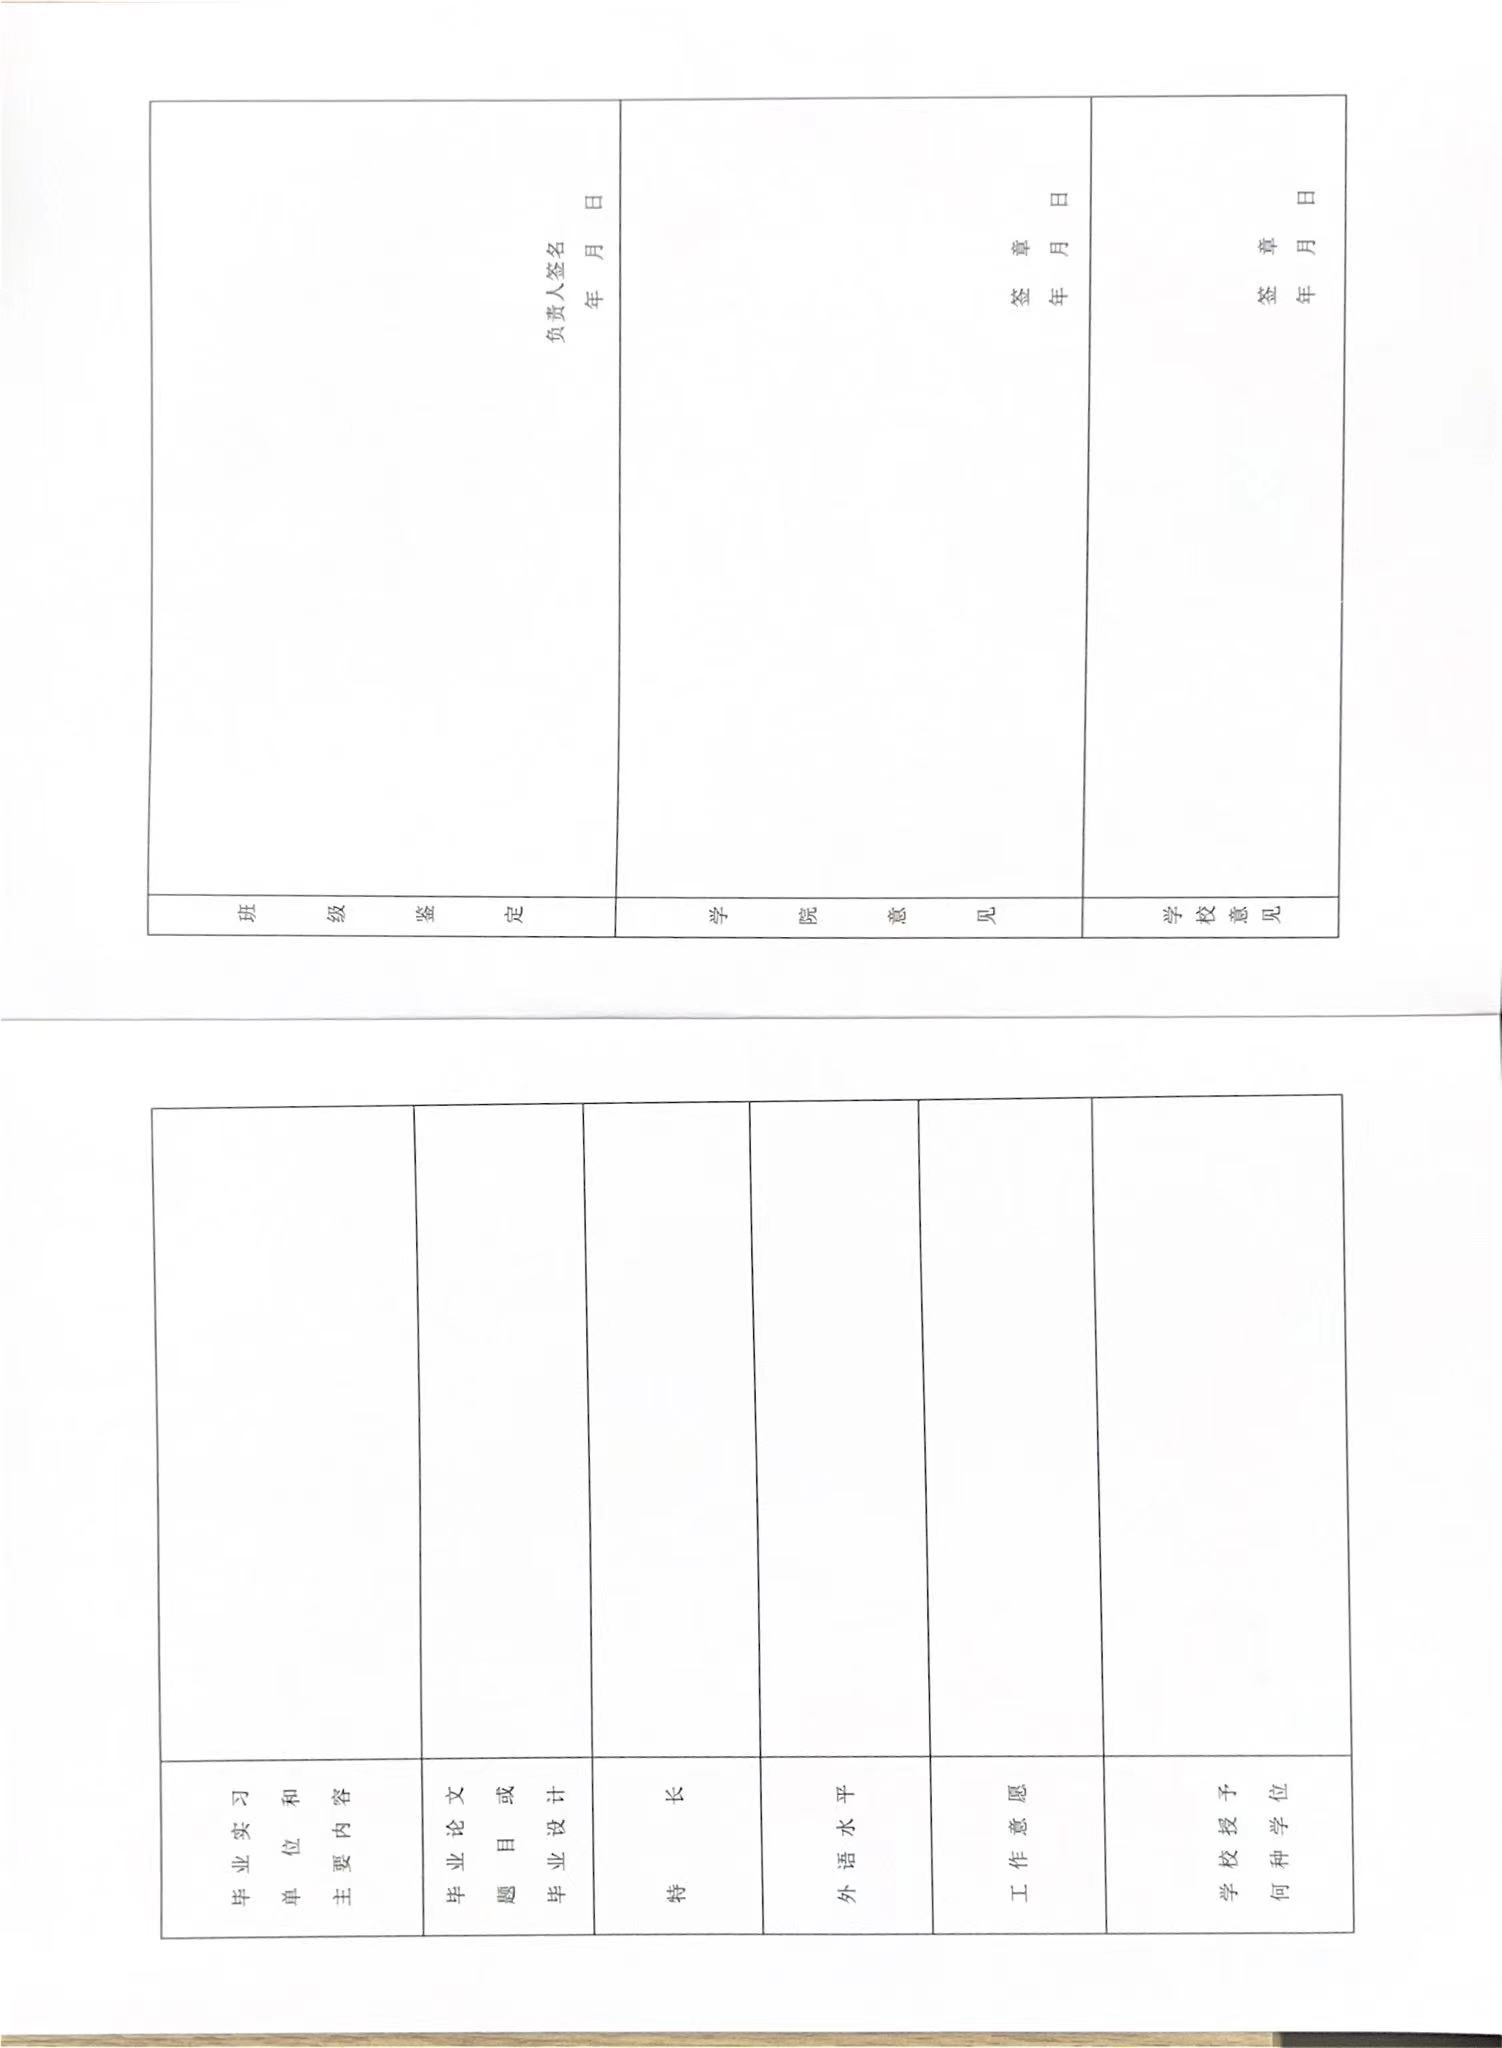 毕业实习
单位和
主要内容
毕业论文
题目或
毕业设计
特长
外语水平
工作意愿
学校授予
何种学位
班级鉴定
负责人签名
年 月 日
学院意见
签 章
年 月 日
学校意见
签 章
年 月 日